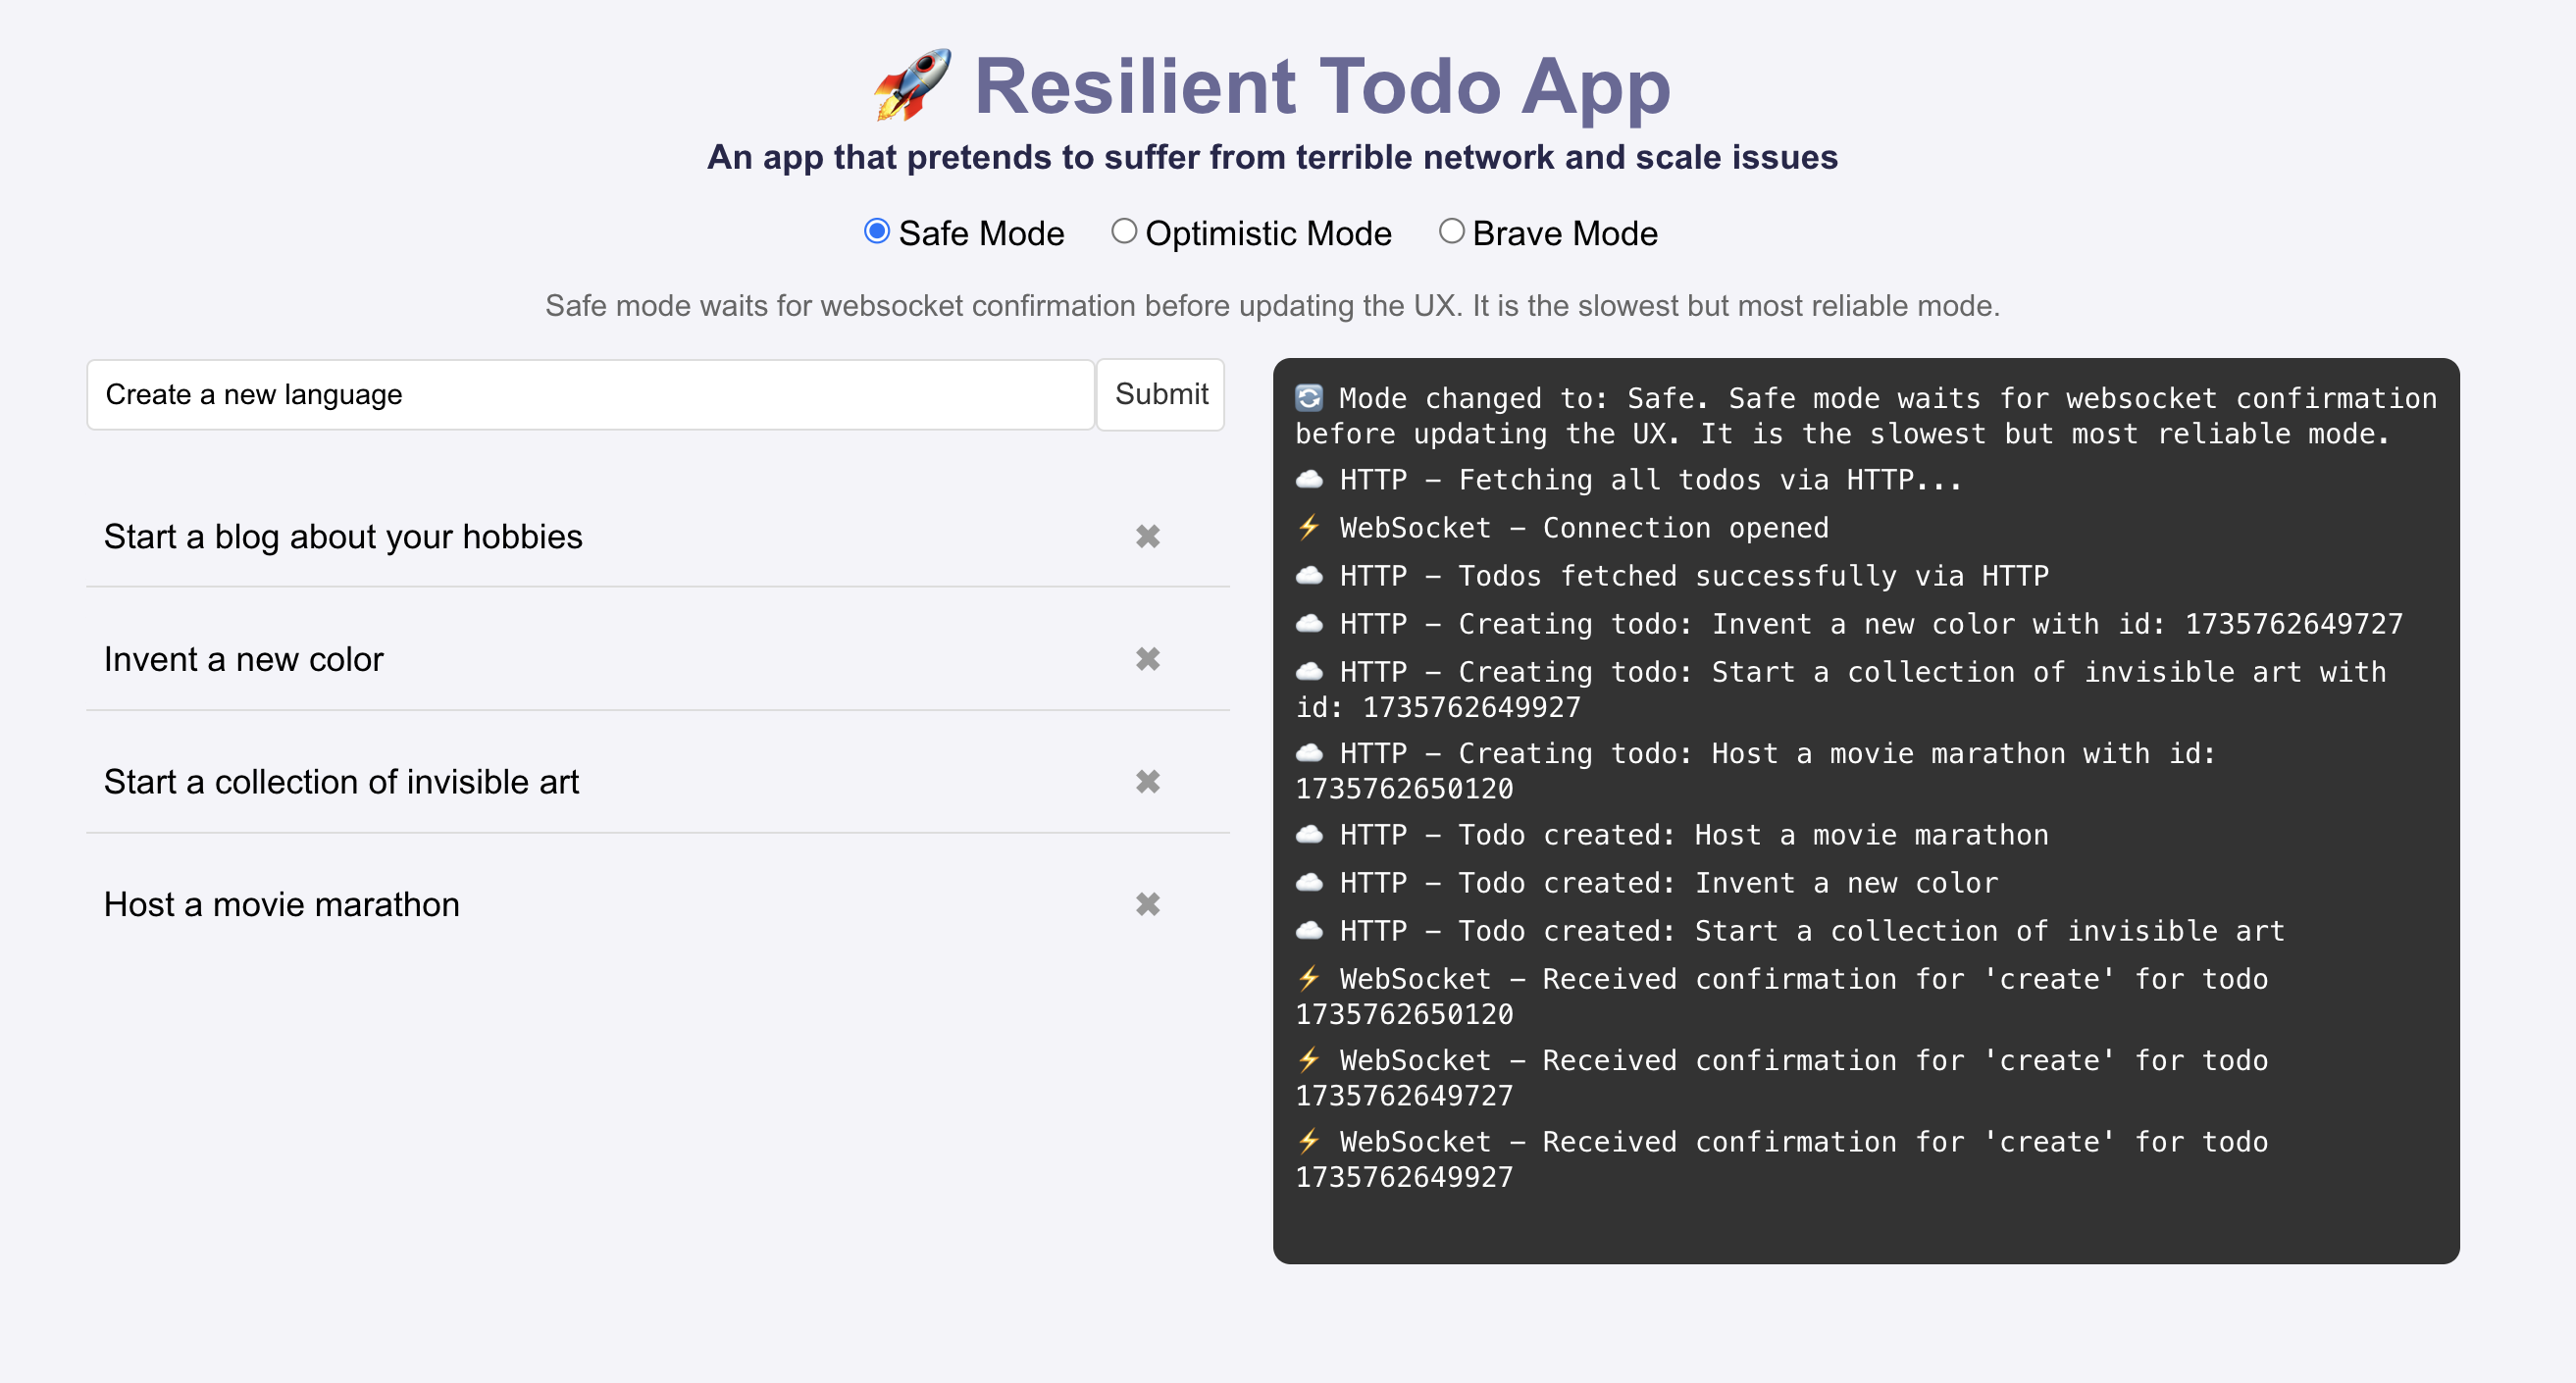 🚀 Resilient Todo App
An app that pretends to suffer from terrible network and scale issues
Safe Mode Optimistic Mode Brave Mode
Safe mode waits for websocket confirmation before updating the UX. It is the slowest but most reliable mode.
Create a new language Submit
Start a blog about your hobbies ✖
Invent a new color ✖
Start a collection of invisible art ✖
Host a movie marathon ✖
🔄 Mode changed to: Safe. Safe mode waits for websocket confirmation
before updating the UX. It is the slowest but most reliable mode.
☁️ HTTP – Fetching all todos via HTTP...
⚡ WebSocket – Connection opened
☁️ HTTP – Todos fetched successfully via HTTP
☁️ HTTP – Creating todo: Invent a new color with id: 1735762649727
☁️ HTTP – Creating todo: Start a collection of invisible art with
id: 1735762649927
☁️ HTTP – Creating todo: Host a movie marathon with id:
1735762650120
☁️ HTTP – Todo created: Host a movie marathon
☁️ HTTP – Todo created: Invent a new color
☁️ HTTP – Todo created: Start a collection of invisible art
⚡ WebSocket – Received confirmation for 'create' for todo
1735762650120
⚡ WebSocket – Received confirmation for 'create' for todo
1735762649727
⚡ WebSocket – Received confirmation for 'create' for todo
1735762649927